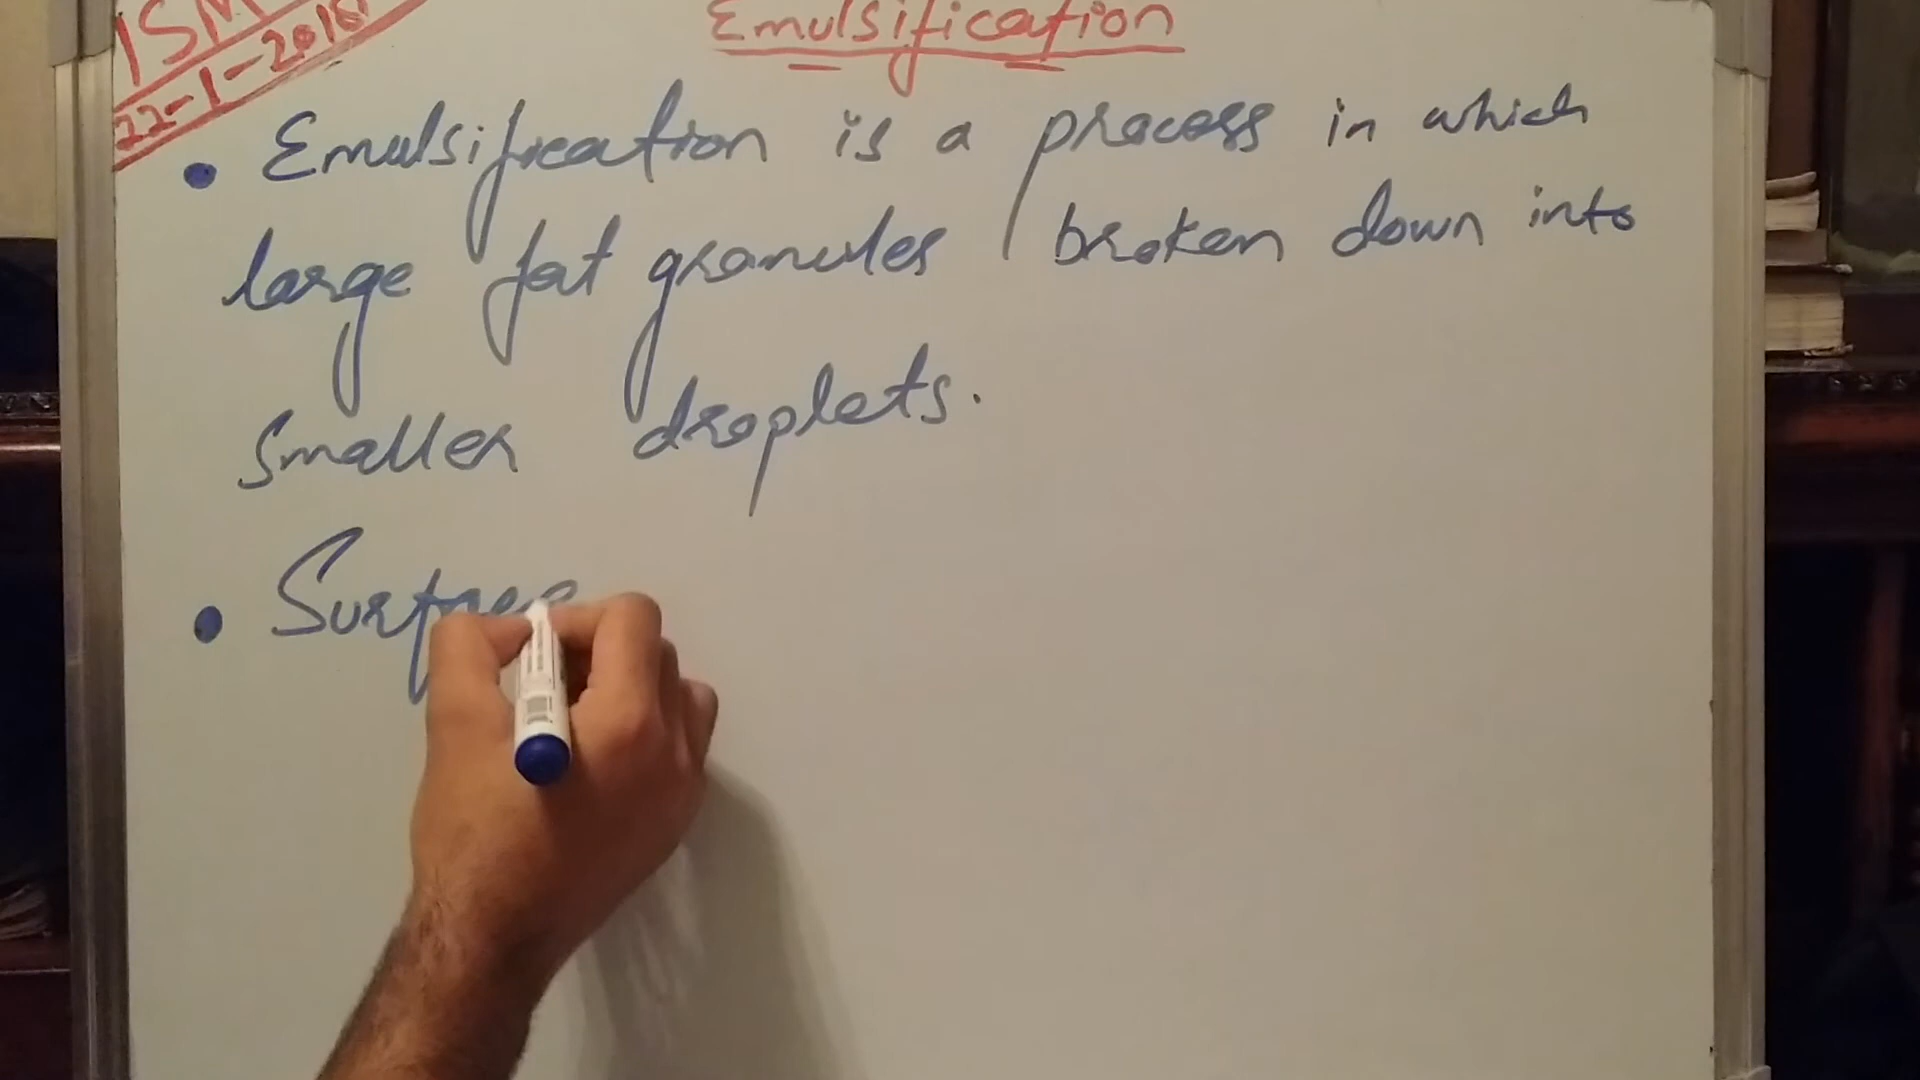 Emulsification
ISM
22-1-2018
• Emulsification is a process in which
large fat granules broken down into
smaller droplets.
• Surface